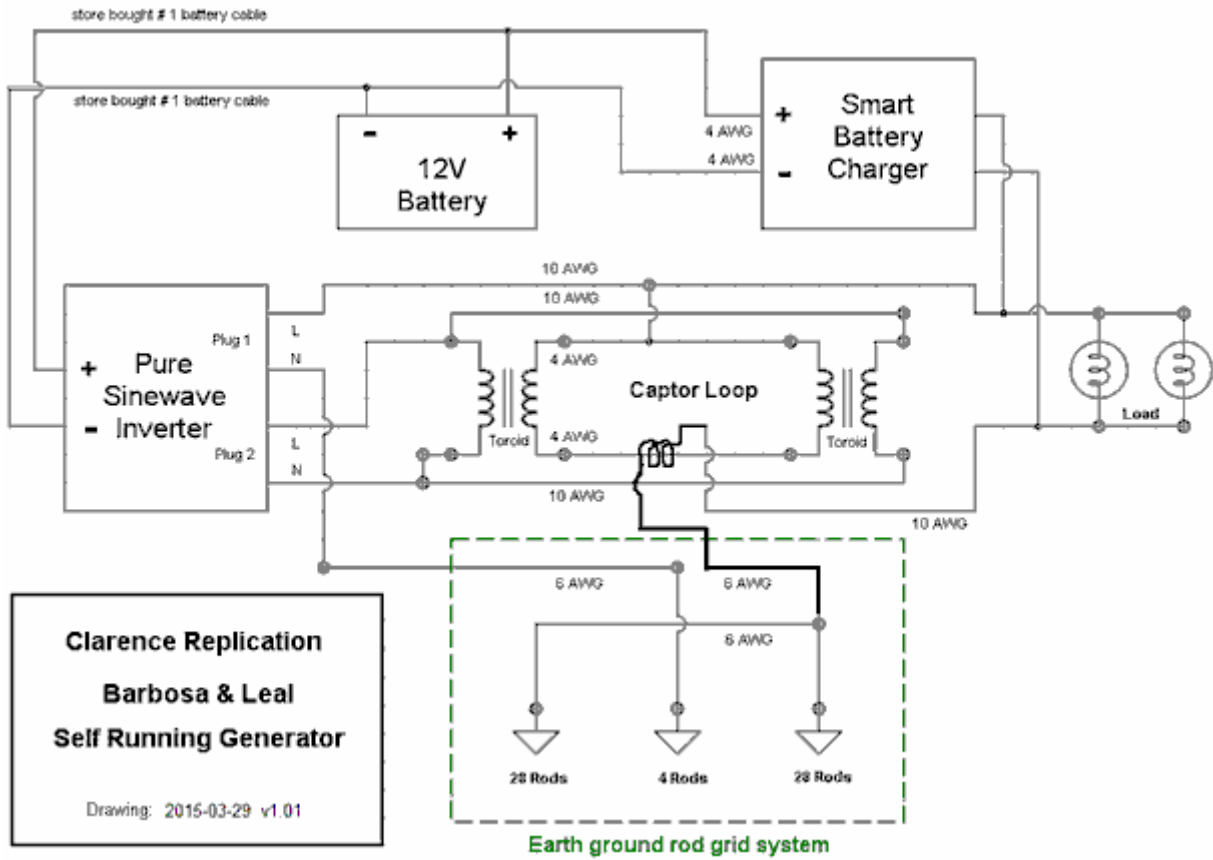 store bought # 1 battery cable
store bought # 1 battery cable
- +
12V
Battery
4 AWG
4 AWG
+
-
Smart
Battery
Charger
10 AWG
10 AWG
Plug 1
L
N
+
-
Pure
Sinewave
Inverter
Plug 2
L
N
4 AWG
4 AWG
Toroid
Captor Loop
Toroid
Load
10 AWG
10 AWG
6 AWG
6 AWG
6 AWG
28 Rods
4 Rods
28 Rods
Earth ground rod grid system
Clarence Replication
Barbosa & Leal
Self Running Generator
Drawing: 2015-03-29 v1.01